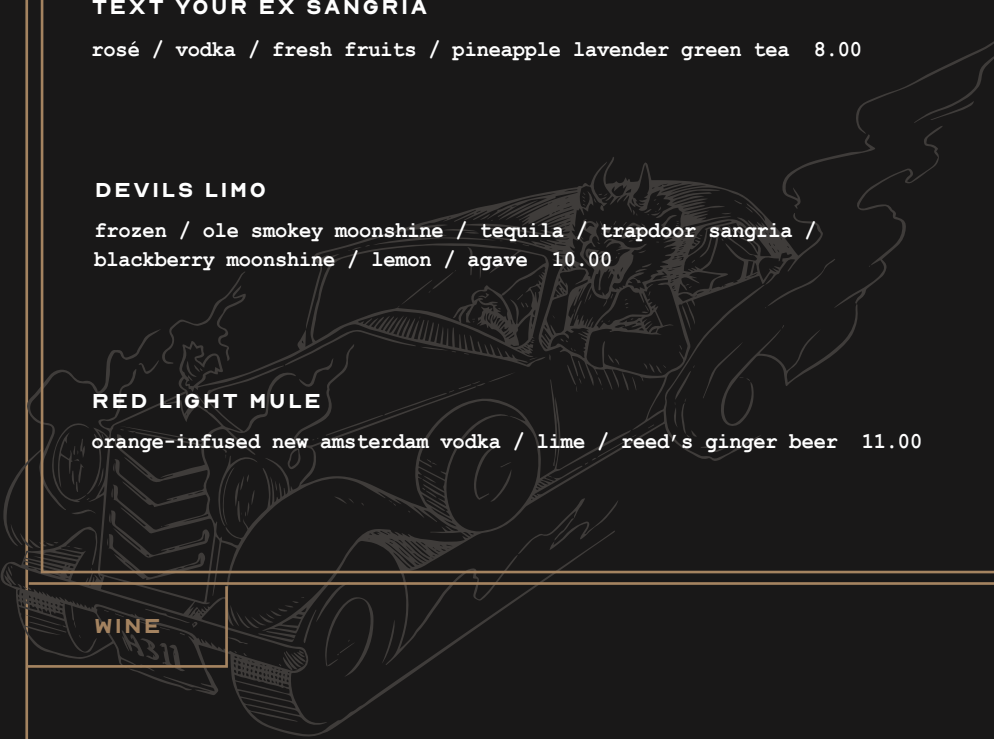 TEXT YOUR EX SANGRIA
rosé / vodka / fresh fruits / pineapple lavender green tea 8.00
DEVILS LIMO
frozen / ole smokey moonshine / tequila / trapdoor sangria /
blackberry moonshine / lemon / agave 10.00
RED LIGHT MULE
orange-infused new amsterdam vodka / lime / reed’s ginger beer 11.00
WINE